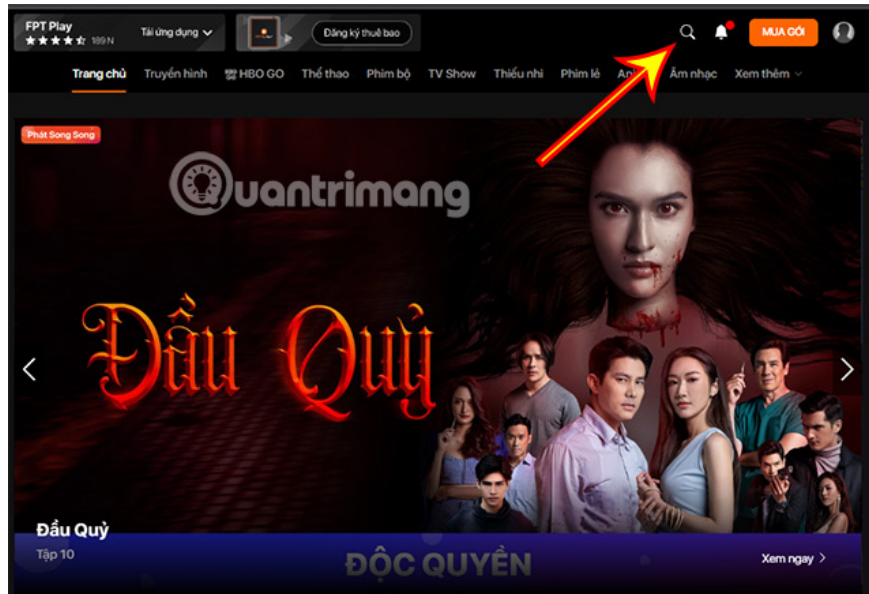 FPT Play
189 N
Tải ứng dụng
Đăng ký thuê bao
MUA GÓI
Trang chủ Truyền hình HBO GO Thể thao Phim bộ TV Show Thiếu nhi Phim lẻ Âm nhạc Xem thêm
Phát Song Song
Quantrimang
Đầu Quỷ
Đầu Quỷ
Tập 10
ĐỘC QUYỀN
Xem ngay